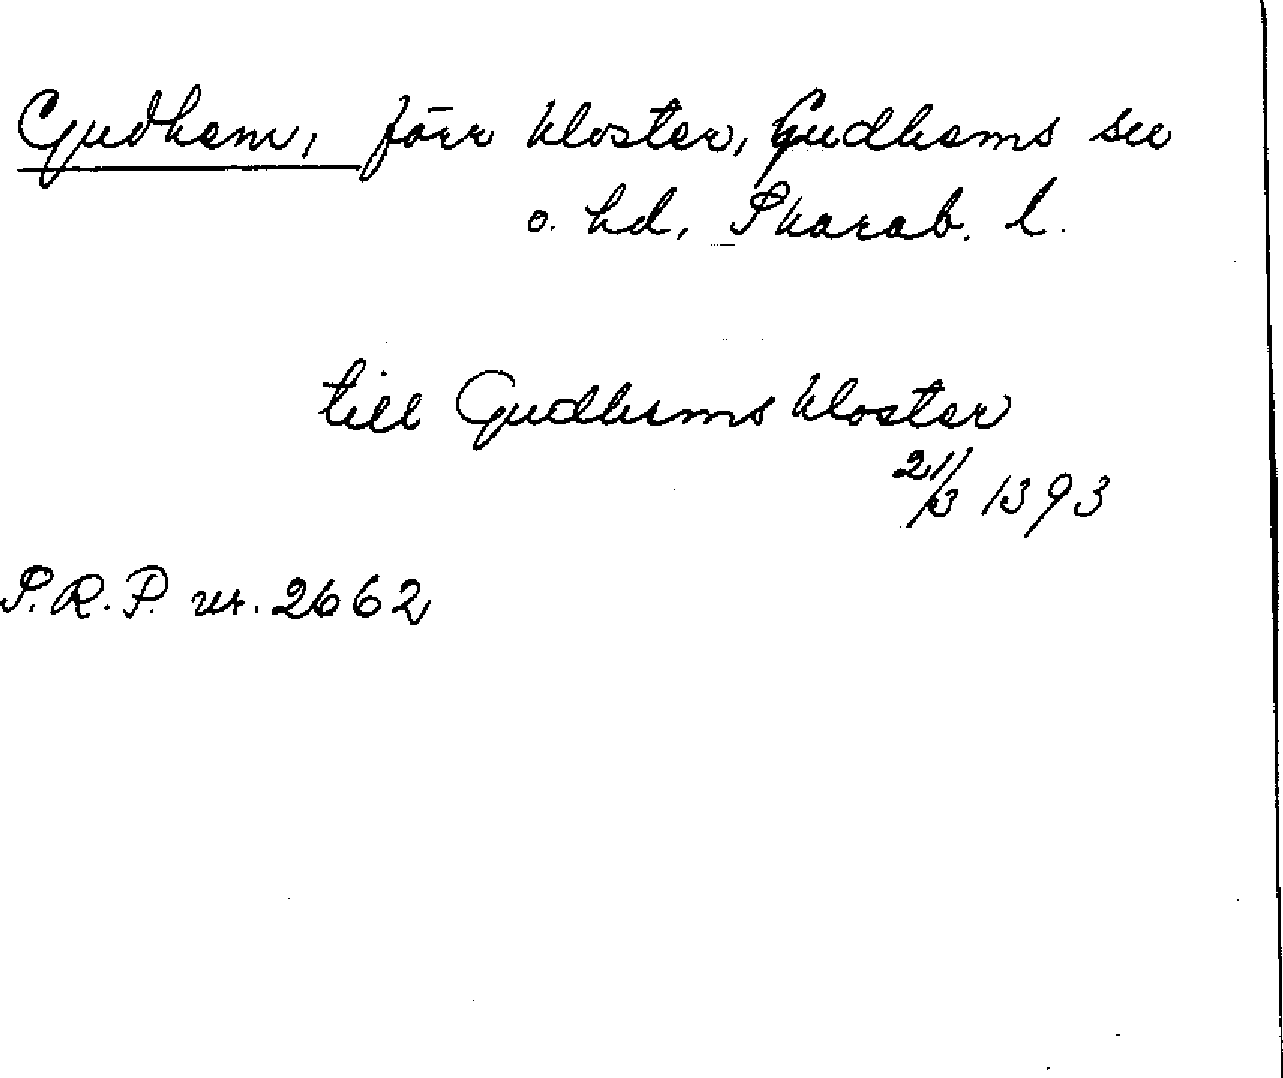 Gudhem, förr kloster, Gudhems sn
o. hd, Skarab. l.
till Gudhems kloster
21/3 1393
S.R.P. nr. 2662